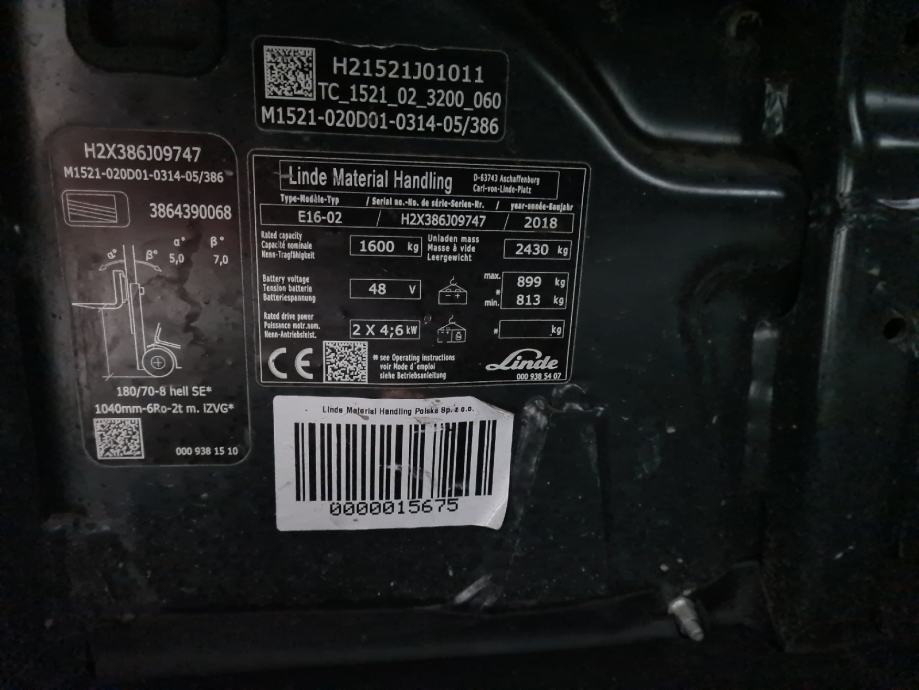 H21521J01011
TC_1521_02_3200_060
M1521-020D01-0314-05/386
H2X386J09747
M1521-020D01-0314-05/386
3864390068
α° β°
α° β° 5,0 7,0
180/70-8 hell SE*
1040mm-6Ro-2t m. iZVG*
000 938 15 10
Linde Material Handling
D-63743 Aschaffenburg
Carl-von-Linde-Platz
Type-Modèle-Typ / Serial no.-No. de série-Serien-Nr. / year-année-Baujahr
E16-02 / H2X386J09747 / 2018
Rated capacity
Capacité nominale
Nenn-Tragfähigkeit
1600 kg
Unladen mass
Masse à vide
Leergewicht
2430 kg
Battery voltage
Tension batterie
Batteriespannung
48 V
- +
max. 899 kg
*
min. 813 kg
Rated drive power
Puissance motr.nom.
Nenn-Antriebsleist.
2 X 4;6 kW
* kg
CE
* see Operating instructions
voir Mode d'emploi
siehe Betriebsanleitung
Linde
000 938 54 07
Linde Material Handling Polska Sp. z o.o.
0000015675